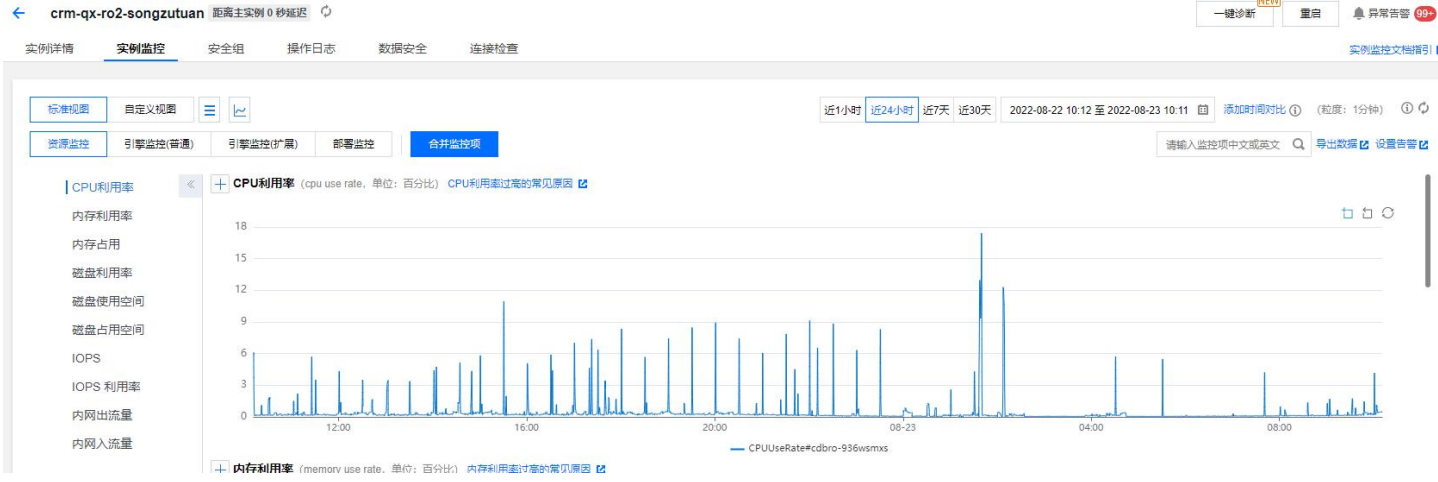 crm-qx-ro2-songzutuan 距离主实例 0 秒延迟 一键诊断 NEW 重启 异常告警 99+
实例详情 实例监控 安全组 操作日志 数据安全 连接检查 实例监控文档指引
标准视图 自定义视图 近1小时 近24小时 近7天 近30天 2022-08-22 10:12 至 2022-08-23 10:11 添加时间对比 (粒度：1分钟)
资源监控 引擎监控(普通) 引擎监控(扩展) 部署监控 合并监控项 请输入监控项中文或英文 导出数据 设置告警
CPU利用率
内存利用率
内存占用
磁盘利用率
磁盘使用空间
磁盘占用空间
IOPS
IOPS 利用率
内网出流量
内网入流量
CPU利用率 (cpu use rate，单位：百分比) CPU利用率过高的常见原因
18
15
12
9
6
3
0
12:00 16:00 20:00 08-23 04:00 08:00
CPUUseRate#cdbro-936wsmxs
内存利用率 (memory use rate，单位：百分比) 内存利用率过高的常见原因